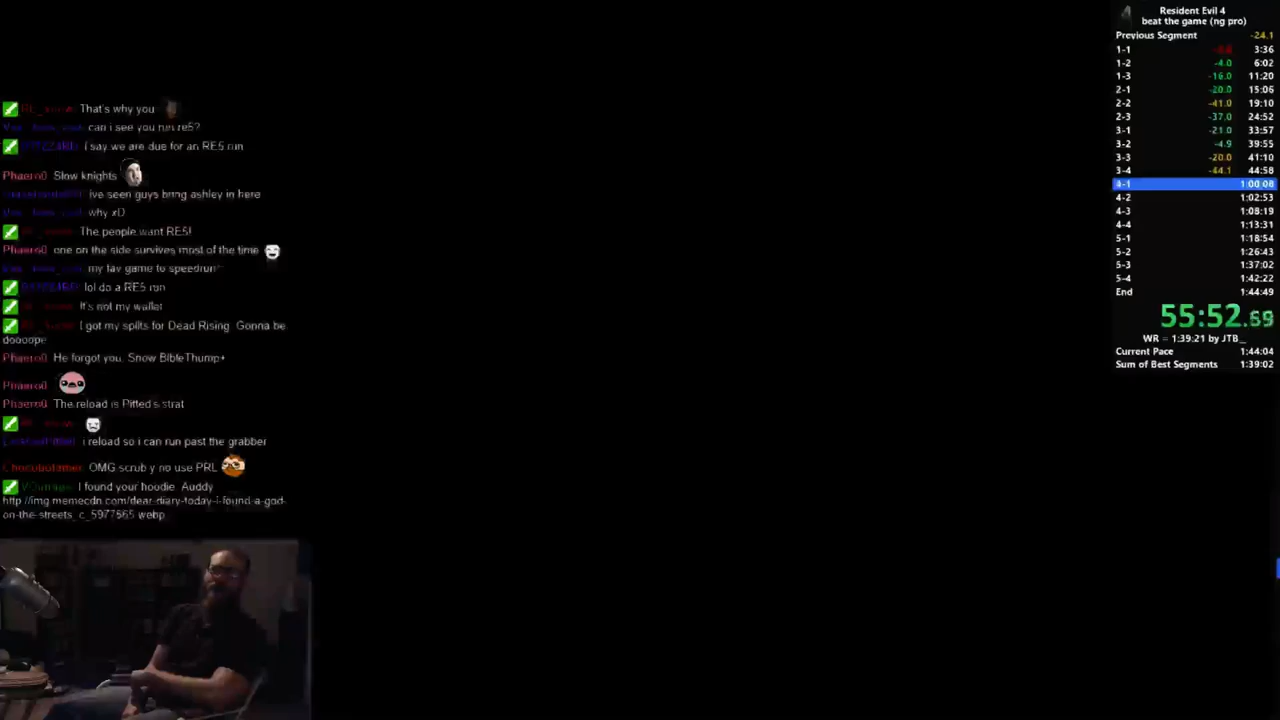 That's why you
can i see you run re5?
I say we are due for an RE5 run
Phaero0 Slow knights
ive seen guys bring ashley in here
why xD
The people want RE5!
Phaero0 one on the side survives most of the time
my fav game to speedrun
lol do a RE5 run
It's not my wallet
I got my splits for Dead Rising. Gonna be
doooope
Phaero0 He forgot you, Snow BibleThump+
Phaero0
Phaero0 The reload is Pitted's strat
i reload so i can run past the grabber
OMG scrub y no use PRL
I found your hoodie, Auddy
http://img.memecdn.com/dear-diary-today-i-found-a-god-
on-the-streets_c_5977565.webp
Resident Evil 4
beat the game (ng pro)
Previous Segment -24.1
1-1 3:36
1-2 -4.0 6:02
1-3 -16.0 11:20
2-1 -20.0 15:06
2-2 -41.0 19:10
2-3 -37.0 24:52
3-1 -21.0 33:57
3-2 -4.9 39:55
3-3 -20.0 41:10
3-4 -44.1 44:58
4-1 1:00:08
4-2 1:02:53
4-3 1:08:19
4-4 1:13:31
5-1 1:18:54
5-2 1:26:43
5-3 1:37:02
5-4 1:42:22
End 1:44:49
55:52.59
WR = 1:39:21 by JTB_
Current Pace 1:44:04
Sum of Best Segments 1:39:02